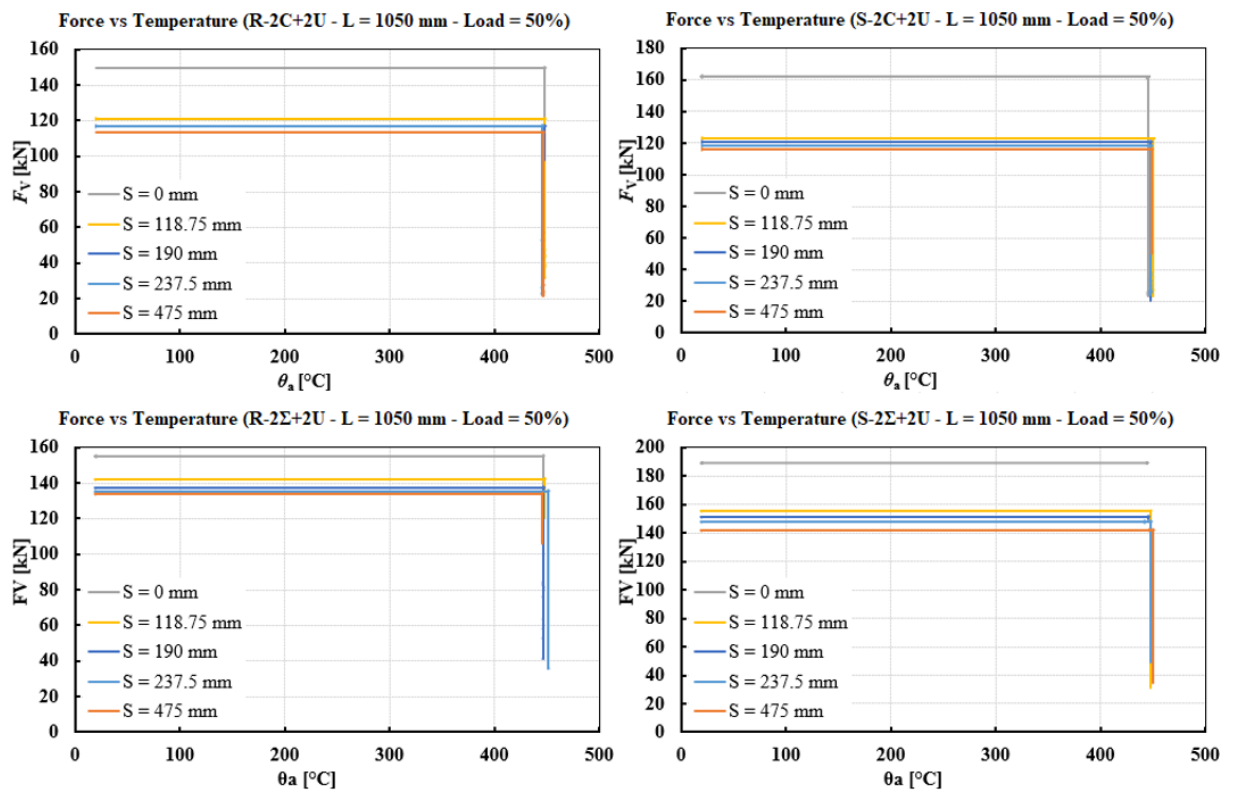 Force vs Temperature (R-2C+2U - L = 1050 mm - Load = 50%)
160
140
120
100
80
60
40
20
0
F_V [kN]
S = 0 mm
S = 118.75 mm
S = 190 mm
S = 237.5 mm
S = 475 mm
0 100 200 300 400 500
θ_a [°C]
Force vs Temperature (S-2C+2U - L = 1050 mm - Load = 50%)
180
160
140
120
100
80
60
40
20
0
F_V [kN]
S = 0 mm
S = 118.75 mm
S = 190 mm
S = 237.5 mm
S = 475 mm
0 100 200 300 400 500
θ_a [°C]
Force vs Temperature (R-2Σ+2U - L = 1050 mm - Load = 50%)
160
140
120
100
80
60
40
20
0
FV [kN]
S = 0 mm
S = 118.75 mm
S = 190 mm
S = 237.5 mm
S = 475 mm
0 100 200 300 400 500
θa [°C]
Force vs Temperature (S-2Σ+2U - L = 1050 mm - Load = 50%)
200
180
160
140
120
100
80
60
40
20
0
FV [kN]
S = 0 mm
S = 118.75 mm
S = 190 mm
S = 237.5 mm
S = 475 mm
0 100 200 300 400 500
θa [°C]